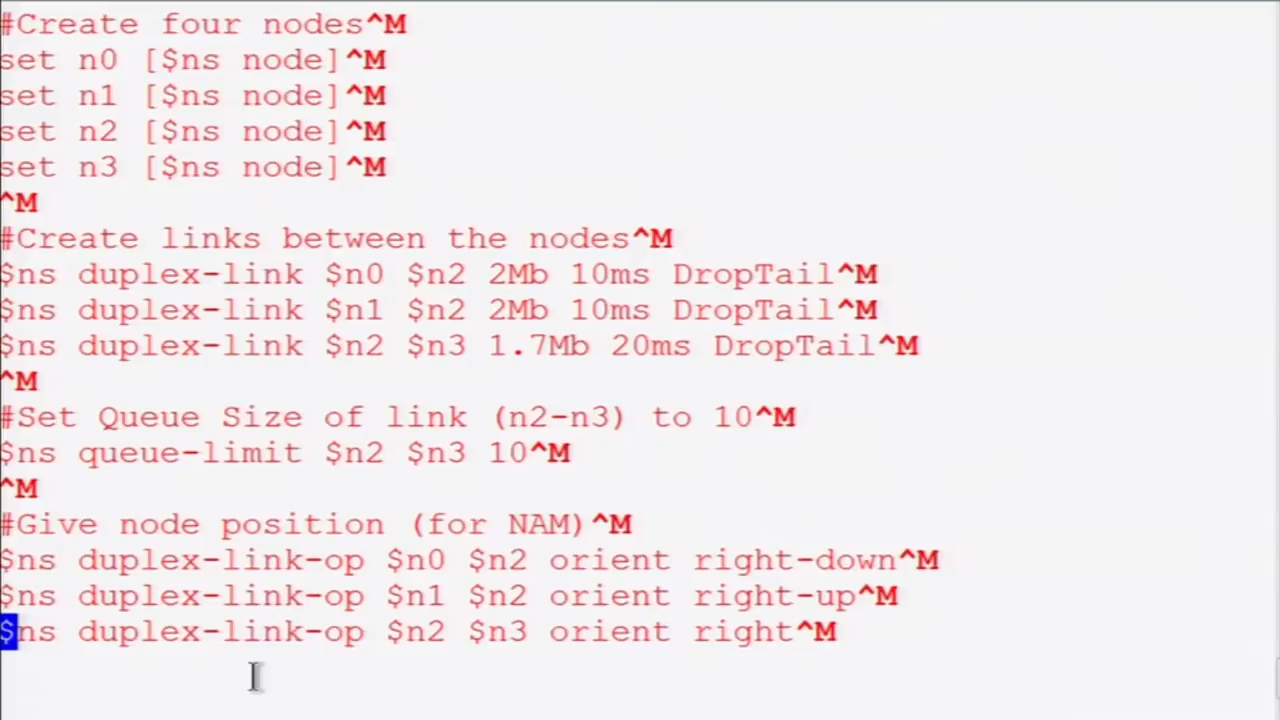 #Create four nodes^M
set n0 [$ns node]^M
set n1 [$ns node]^M
set n2 [$ns node]^M
set n3 [$ns node]^M
^M
#Create links between the nodes^M
$ns duplex-link $n0 $n2 2Mb 10ms DropTail^M
$ns duplex-link $n1 $n2 2Mb 10ms DropTail^M
$ns duplex-link $n2 $n3 1.7Mb 20ms DropTail^M
^M
#Set Queue Size of link (n2-n3) to 10^M
$ns queue-limit $n2 $n3 10^M
^M
#Give node position (for NAM)^M
$ns duplex-link-op $n0 $n2 orient right-down^M
$ns duplex-link-op $n1 $n2 orient right-up^M
$ns duplex-link-op $n2 $n3 orient right^M